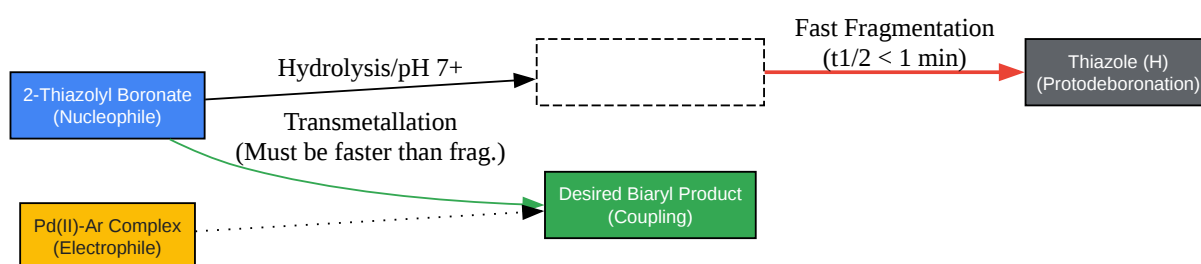 Fast Fragmentation
(t1/2 < 1 min)
Hydrolysis/pH 7+
Thiazole (H)
(Protodeboronation)
2-Thiazolyl Boronate
(Nucleophile)
Transmetallation
(Must be faster than frag.)
Desired Biaryl Product
(Coupling)
Pd(II)-Ar Complex
(Electrophile)